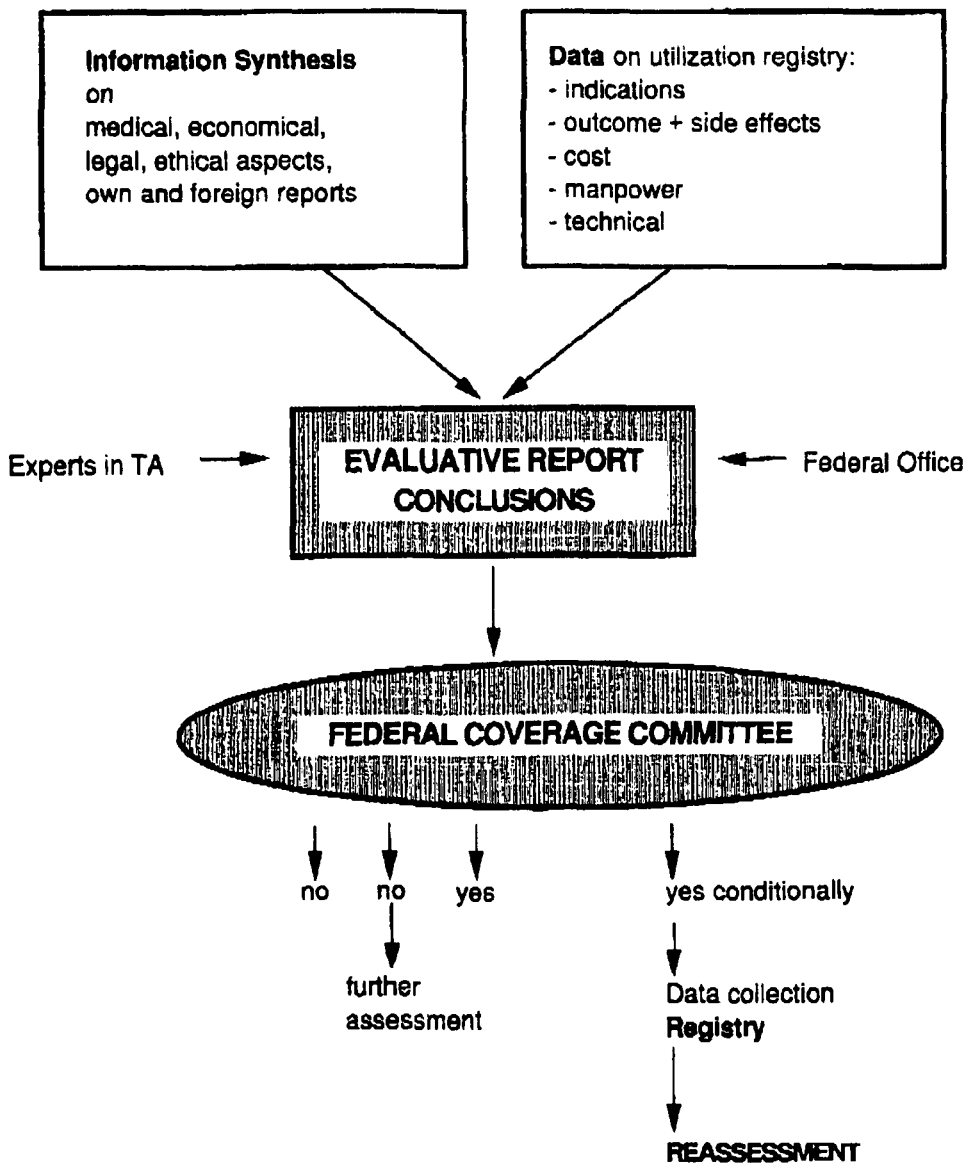 Information Synthesis
on
medical, economical,
legal, ethical aspects,
own and foreign reports
Data on utilization registry:
- indications
- outcome + side effects
- cost
- manpower
- technical
Experts in TA
EVALUATIVE REPORT
CONCLUSIONS
Federal Office
FEDERAL COVERAGE COMMITTEE
no
no
yes
yes conditionally
further
assessment
Data collection
Registry
REASSESSMENT